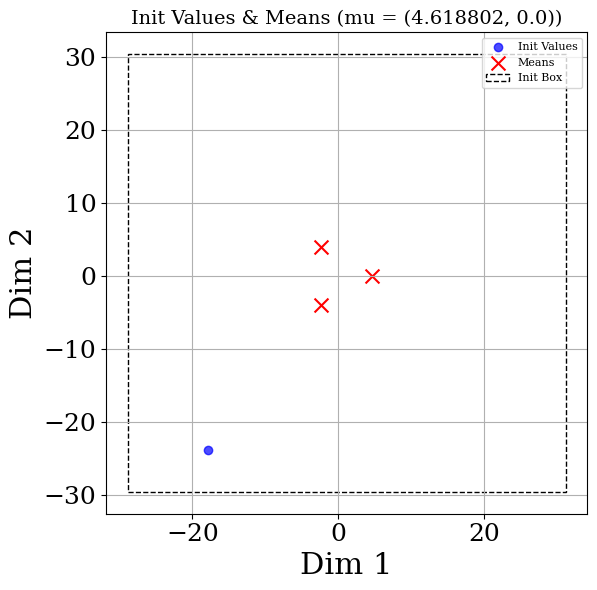 Init Values & Means (mu = (4.618802, 0.0))
Init Values
Means
Init Box
Dim 2
30
20
10
0
−10
−20
−30
−20
0
20
Dim 1